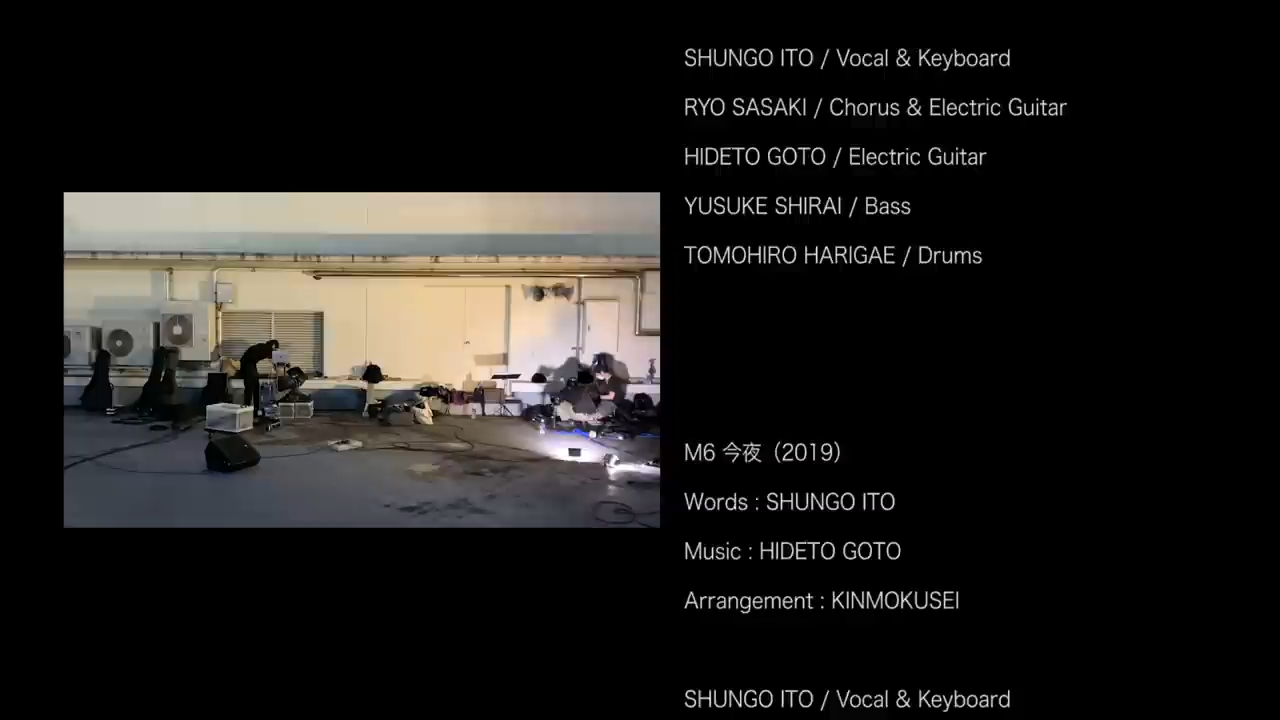 SHUNGO ITO / Vocal & Keyboard
RYO SASAKI / Chorus & Electric Guitar
HIDETO GOTO / Electric Guitar
YUSUKE SHIRAI / Bass
TOMOHIRO HARIGAE / Drums
M6 今夜（2019）
Words : SHUNGO ITO
Music : HIDETO GOTO
Arrangement : KINMOKUSEI
SHUNGO ITO / Vocal & Keyboard